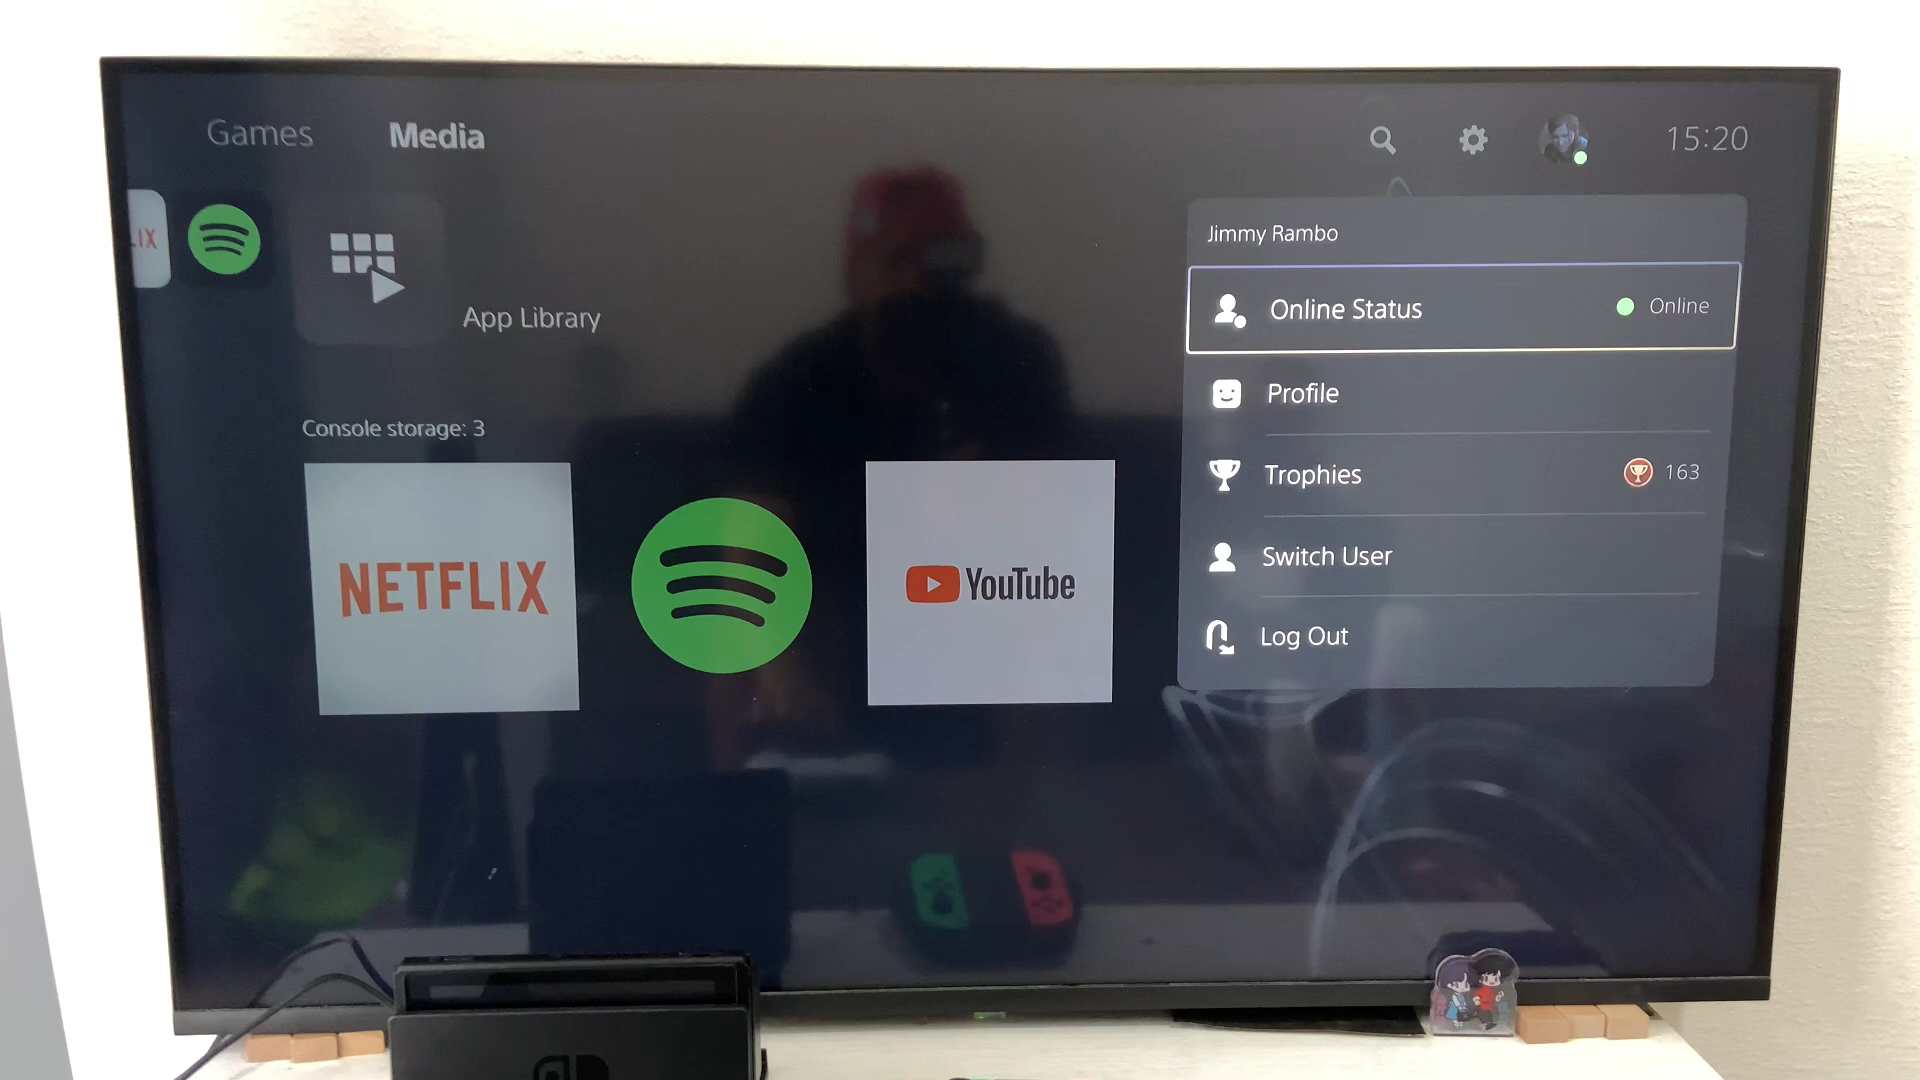 Games
Media
15:20
LIX
App Library
Console storage: 3
NETFLIX
YouTube
Jimmy Rambo
Online Status
Online
Profile
Trophies
163
Switch User
Log Out